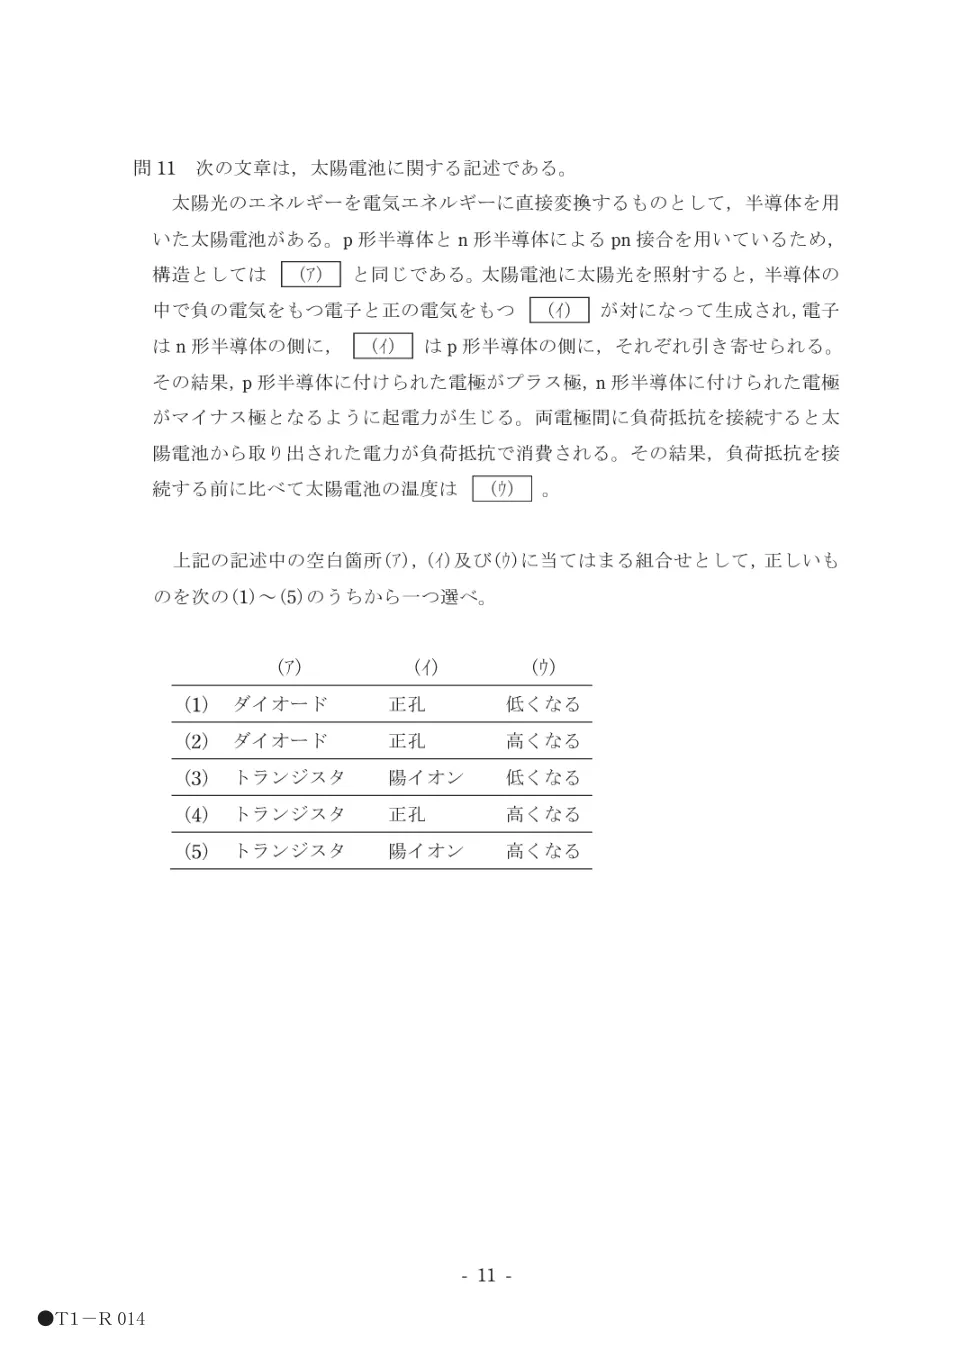 問11 次の文章は，太陽電池に関する記述である。
太陽光のエネルギーを電気エネルギーに直接変換するものとして，半導体を用
いた太陽電池がある。p 形半導体と n 形半導体による pn 接合を用いているため，
構造としては (ｱ) と同じである。太陽電池に太陽光を照射すると，半導体の
中で負の電気をもつ電子と正の電気をもつ (ｲ) が対になって生成され，電子
は n 形半導体の側に， (ｲ) は p 形半導体の側に，それぞれ引き寄せられる。
その結果，p 形半導体に付けられた電極がプラス極，n 形半導体に付けられた電極
がマイナス極となるように起電力が生じる。両電極間に負荷抵抗を接続すると太
陽電池から取り出された電力が負荷抵抗で消費される。その結果，負荷抵抗を接
続する前に比べて太陽電池の温度は (ｳ) 。
上記の記述中の空白箇所(ｱ)，(ｲ)及び(ｳ)に当てはまる組合せとして，正しいも
のを次の(1)～(5)のうちから一つ選べ。
(ｱ) (ｲ) (ｳ)
(1) ダイオード 正孔 低くなる
(2) ダイオード 正孔 高くなる
(3) トランジスタ 陽イオン 低くなる
(4) トランジスタ 正孔 高くなる
(5) トランジスタ 陽イオン 高くなる
- 11 -
●T1－R 014